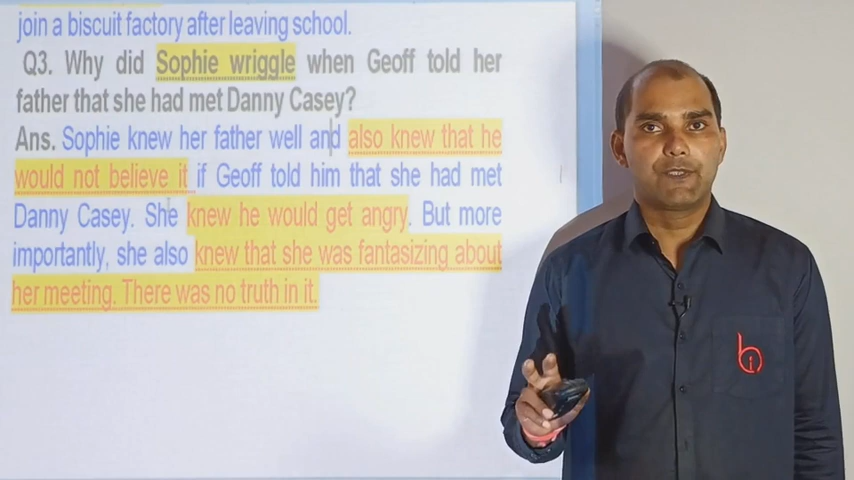 join a biscuit factory after leaving school.
Q3. Why did Sophie wriggle when Geoff told her
father that she had met Danny Casey?
Ans. Sophie knew her father well and also knew that he
would not believe it if Geoff told him that she had met
Danny Casey. She knew he would get angry. But more
importantly, she also knew that she was fantasizing about
her meeting. There was no truth in it.
bi